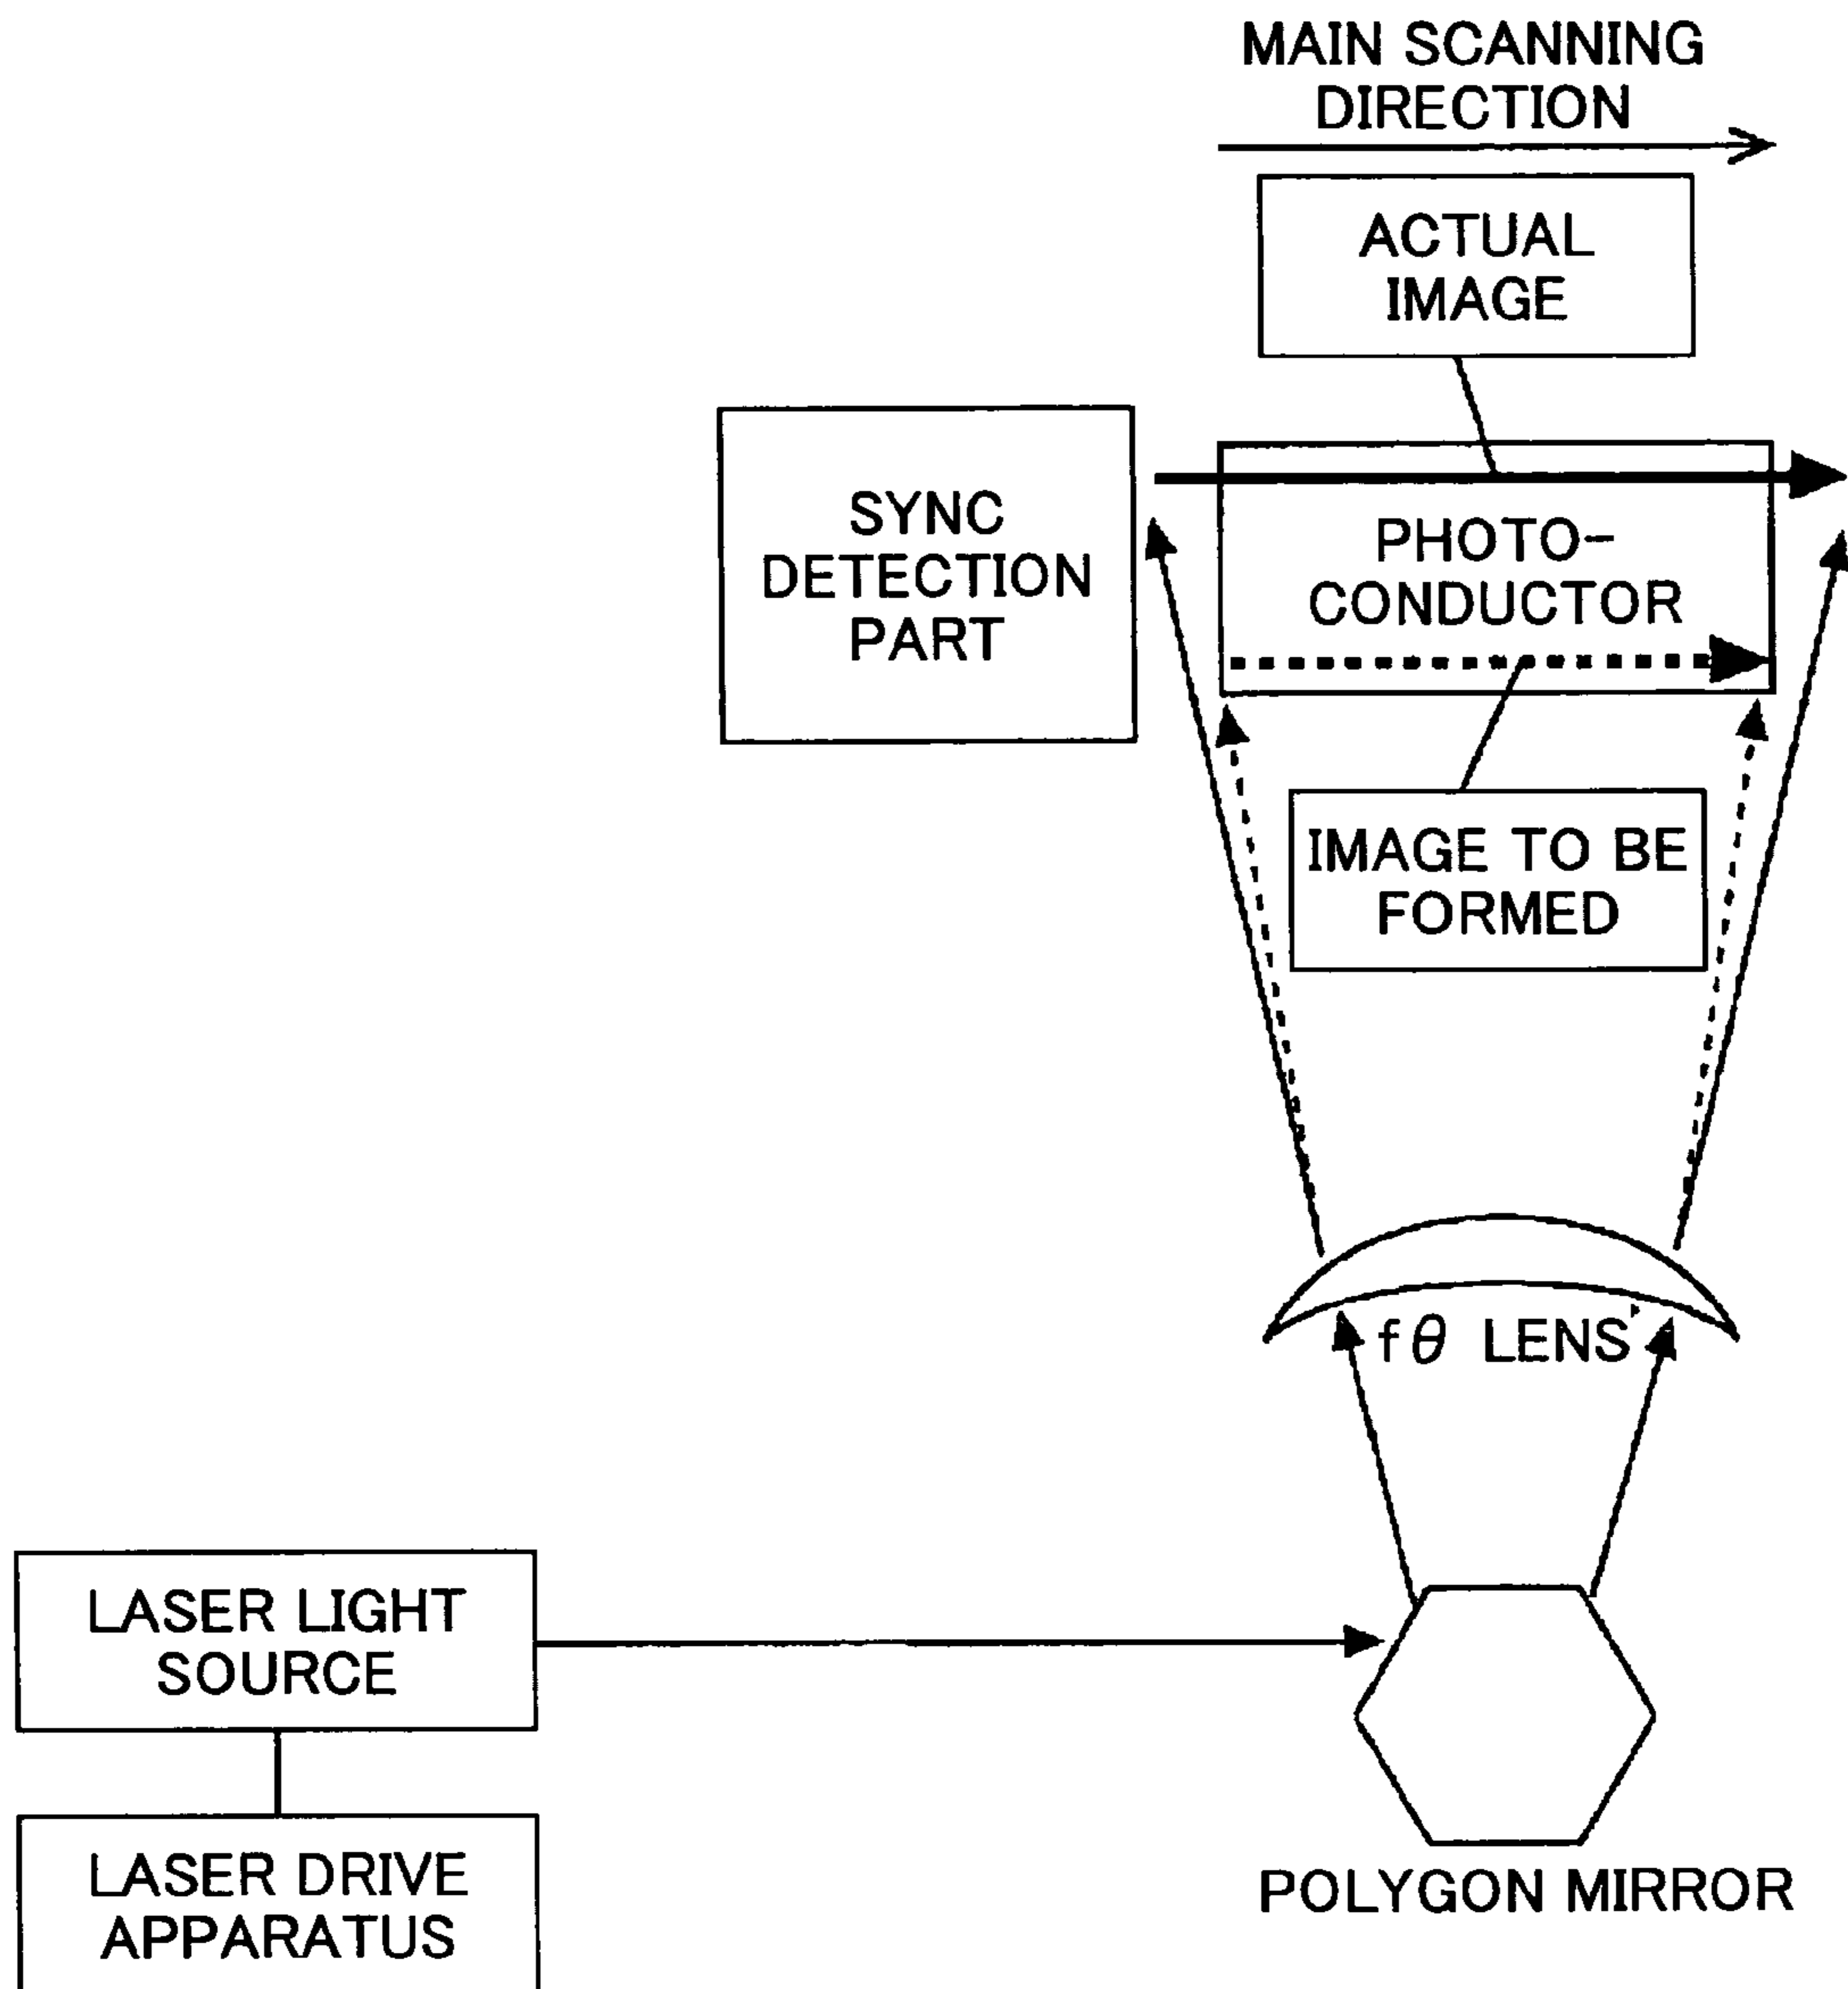 MAIN SCANNING
DIRECTION
ACTUAL
IMAGE
SYNC
DETECTION
PART
PHOTO-
CONDUCTOR
IMAGE TO BE
FORMED
fθ LENS
LASER LIGHT
SOURCE
LASER DRIVE
APPARATUS
POLYGON MIRROR